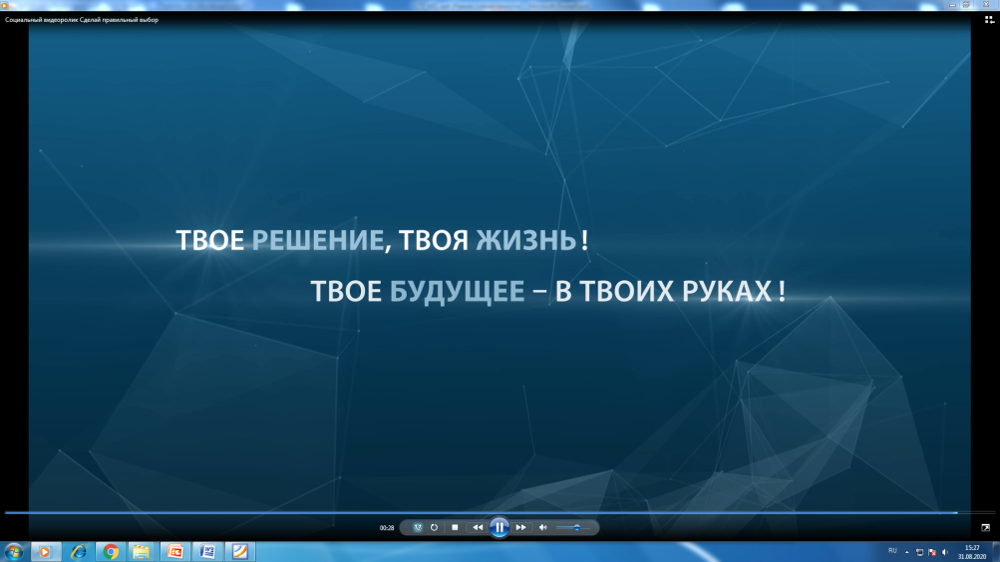 Социальный видеоролик Сделай правильный выбор
ТВОЕ РЕШЕНИЕ, ТВОЯ ЖИЗНЬ!
ТВОЕ БУДУЩЕЕ – В ТВОИХ РУКАХ!
00:28
RU
15:27
31.08.2020